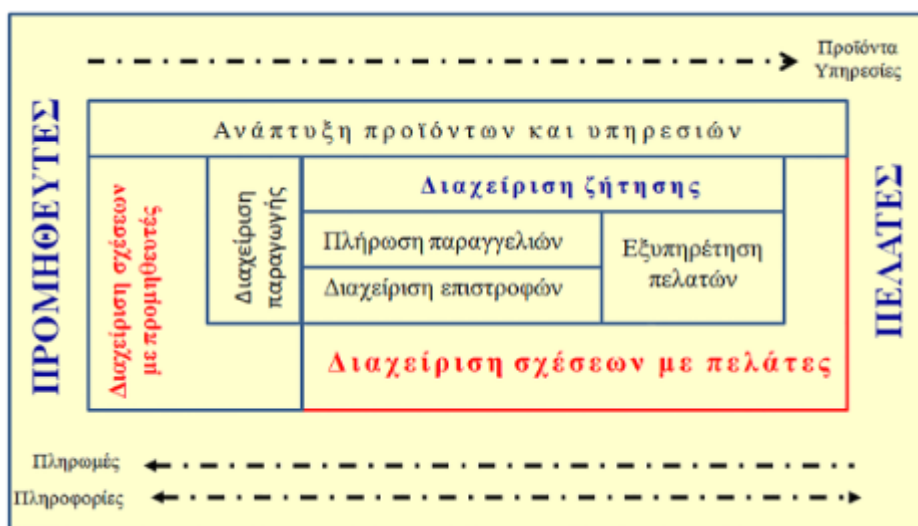 Προϊόντα
Υπηρεσίες
ΠΡΟΜΗΘΕΥΤΕΣ
Ανάπτυξη προϊόντων και υπηρεσιών
Διαχείριση σχέσεων
με προμηθευτές
Διαχείριση
παραγωγής
Διαχείριση ζήτησης
Πλήρωση παραγγελιών
Διαχείριση επιστροφών
Εξυπηρέτηση
πελατών
Διαχείριση σχέσεων με πελάτες
ΠΕΛΑΤΕΣ
Πληρωμές
Πληροφορίες